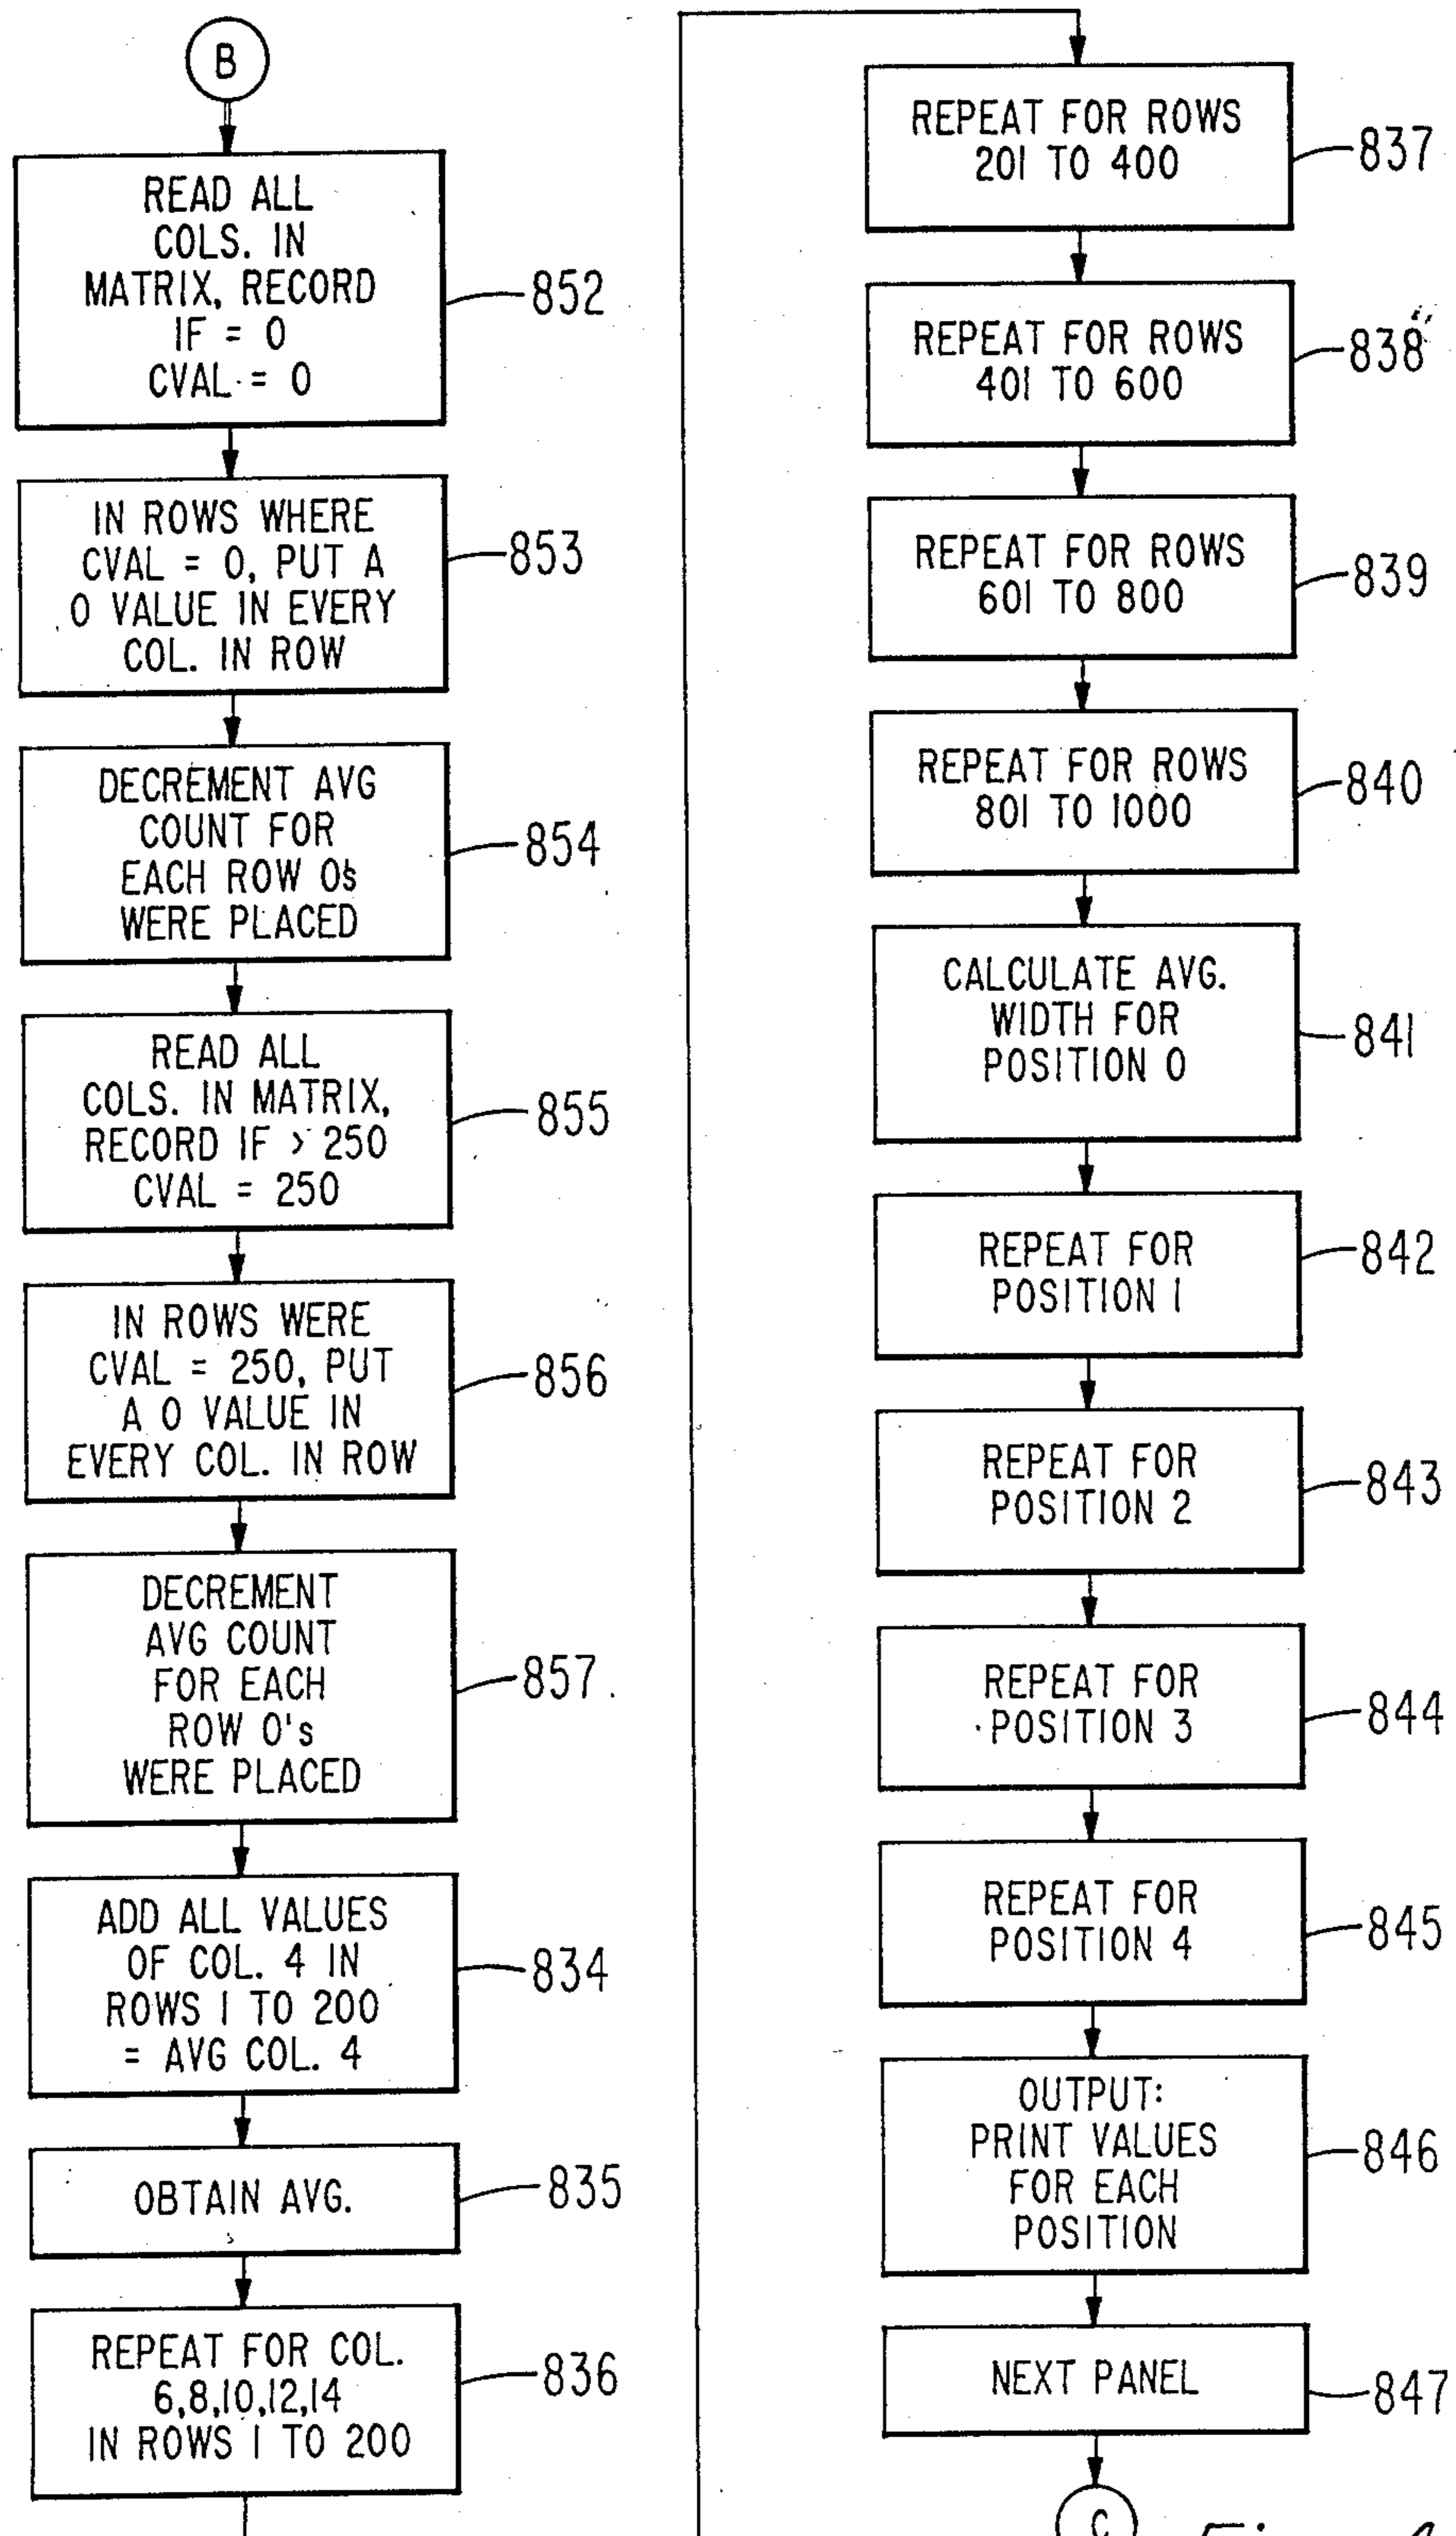 B
READ ALL
COLS. IN
MATRIX, RECORD
IF = 0
CVAL = 0
852
IN ROWS WHERE
CVAL = 0, PUT A
0 VALUE IN EVERY
COL. IN ROW
853
DECREMENT AVG
COUNT FOR
EACH ROW 0's
WERE PLACED
854
READ ALL
COLS. IN MATRIX,
RECORD IF > 250
CVAL = 250
855
IN ROWS WERE
CVAL = 250, PUT
A 0 VALUE IN
EVERY COL. IN ROW
856
DECREMENT
AVG COUNT
FOR EACH
ROW 0's
WERE PLACED
857
ADD ALL VALUES
OF COL. 4 IN
ROWS 1 TO 200
= AVG COL. 4
834
OBTAIN AVG.
835
REPEAT FOR COL.
6,8,10,12,14
IN ROWS 1 TO 200
836
REPEAT FOR ROWS
201 TO 400
837
REPEAT FOR ROWS
401 TO 600
838
REPEAT FOR ROWS
601 TO 800
839
REPEAT FOR ROWS
801 TO 1000
840
CALCULATE AVG.
WIDTH FOR
POSITION 0
841
REPEAT FOR
POSITION 1
842
REPEAT FOR
POSITION 2
843
REPEAT FOR
POSITION 3
844
REPEAT FOR
POSITION 4
845
OUTPUT:
PRINT VALUES
FOR EACH
POSITION
846
NEXT PANEL
847
C